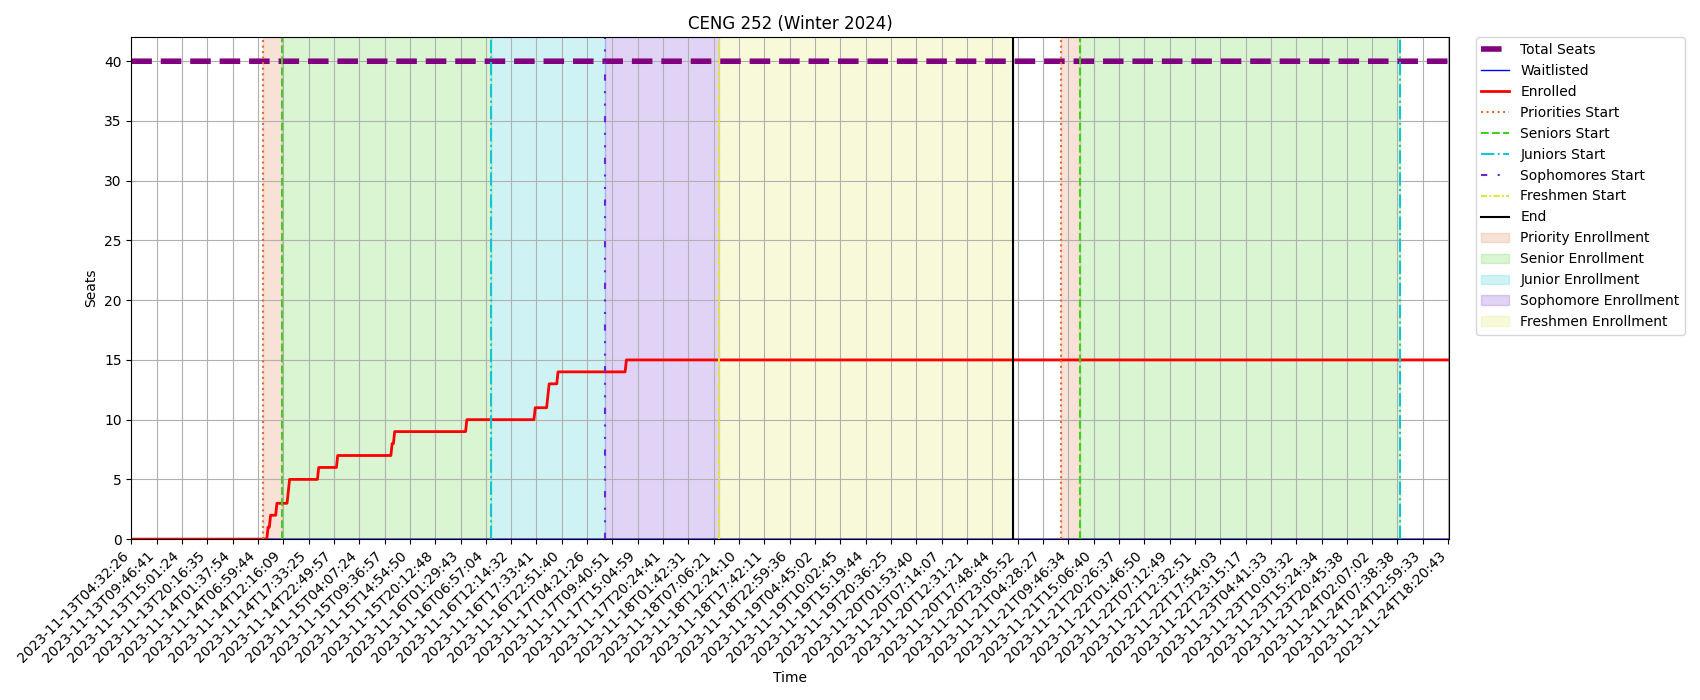 CENG 252 (Winter 2024)
Seats
40
35
30
25
20
15
10
5
0
2023-11-13T04:32:26
2023-11-13T09:46:41
2023-11-13T15:01:24
2023-11-13T20:16:35
2023-11-14T01:37:54
2023-11-14T06:59:44
2023-11-14T12:16:09
2023-11-14T17:33:25
2023-11-14T22:49:57
2023-11-15T04:07:24
2023-11-15T09:36:57
2023-11-15T14:54:50
2023-11-15T20:12:48
2023-11-16T01:29:43
2023-11-16T06:57:04
2023-11-16T12:14:32
2023-11-16T17:33:41
2023-11-16T22:51:40
2023-11-17T04:21:26
2023-11-17T09:40:51
2023-11-17T15:04:59
2023-11-17T20:24:41
2023-11-18T01:42:31
2023-11-18T07:06:21
2023-11-18T12:24:10
2023-11-18T17:42:11
2023-11-18T22:59:36
2023-11-19T04:45:02
2023-11-19T10:02:45
2023-11-19T15:19:44
2023-11-19T20:36:25
2023-11-20T01:53:40
2023-11-20T07:14:07
2023-11-20T12:31:21
2023-11-20T17:48:44
2023-11-20T23:05:52
2023-11-21T04:28:27
2023-11-21T09:46:34
2023-11-21T15:06:40
2023-11-21T20:26:37
2023-11-22T01:46:50
2023-11-22T07:12:49
2023-11-22T12:32:51
2023-11-22T17:54:03
2023-11-22T23:15:17
2023-11-23T04:41:33
2023-11-23T10:03:32
2023-11-23T15:24:34
2023-11-23T20:45:38
2023-11-24T02:07:02
2023-11-24T07:38:38
2023-11-24T12:59:33
2023-11-24T18:20:43
Time
Total Seats
Waitlisted
Enrolled
Priorities Start
Seniors Start
Juniors Start
Sophomores Start
Freshmen Start
End
Priority Enrollment
Senior Enrollment
Junior Enrollment
Sophomore Enrollment
Freshmen Enrollment